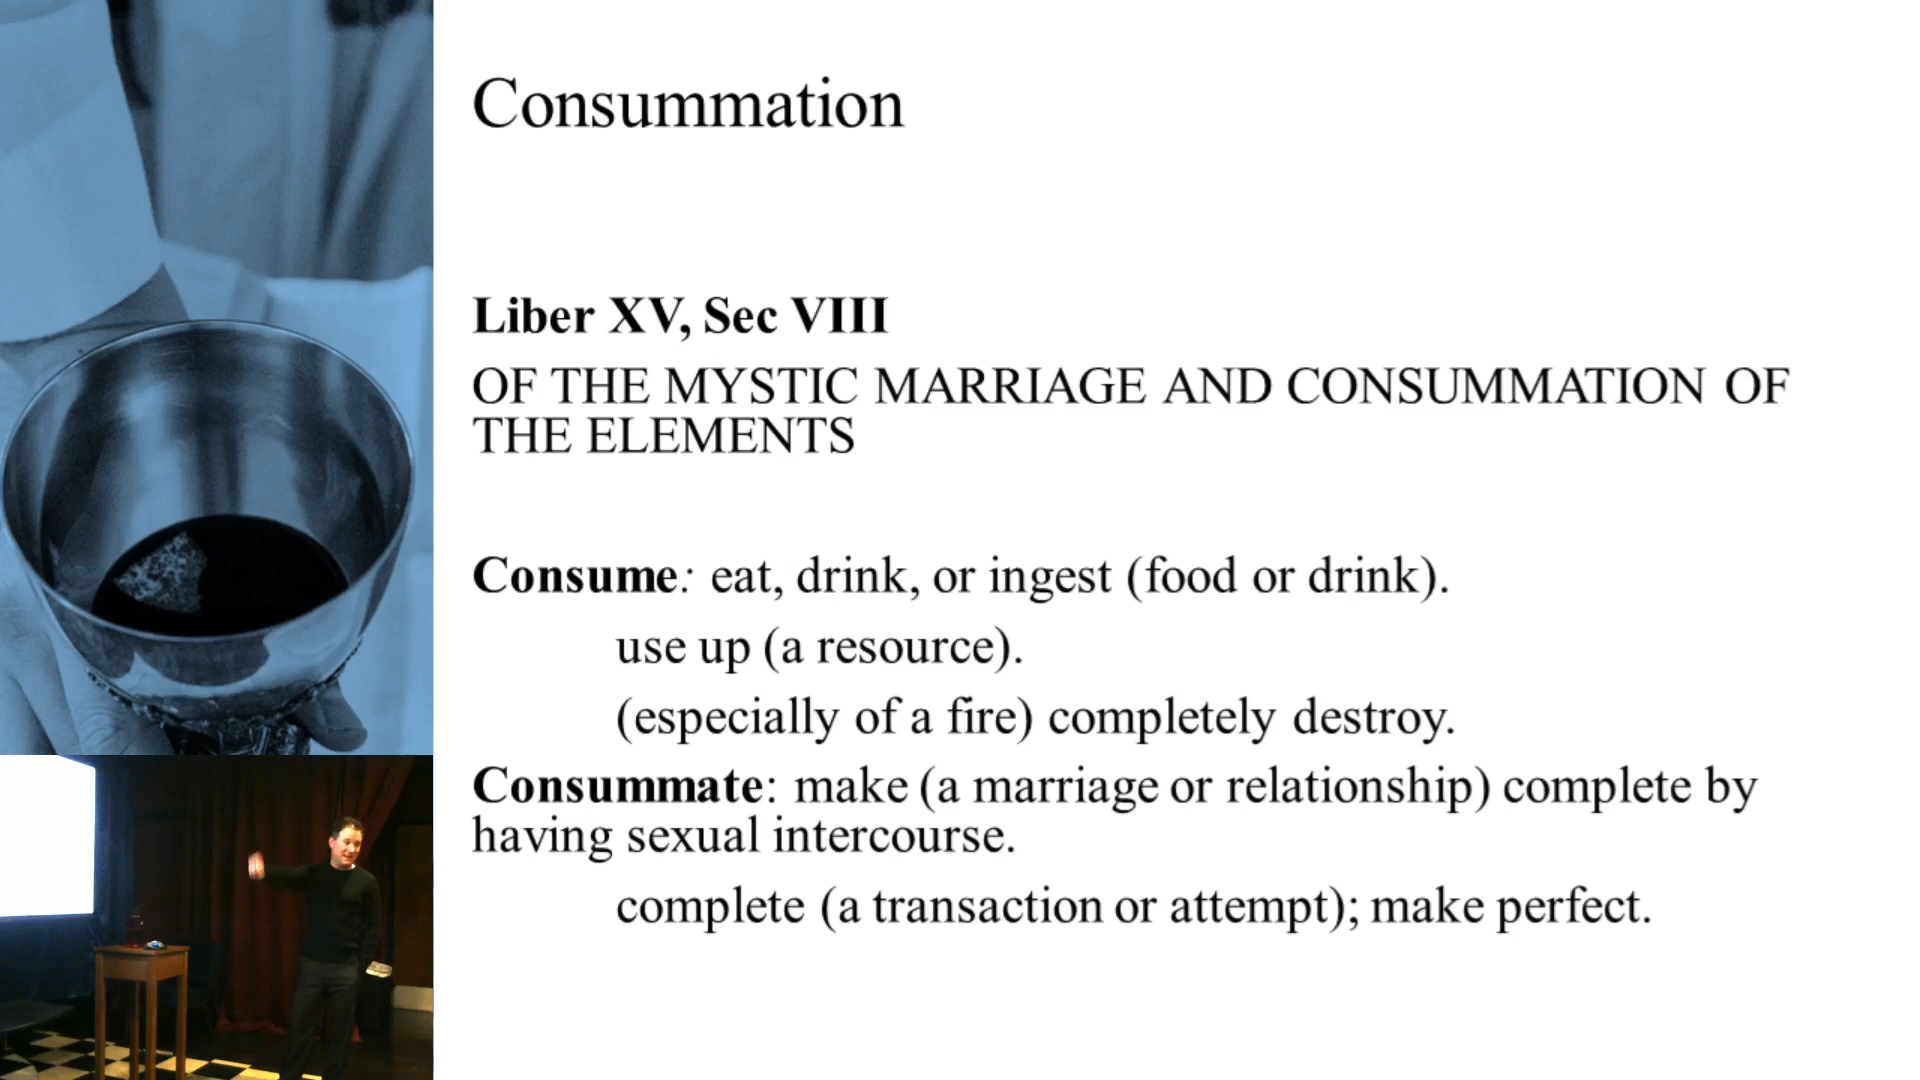 Consummation
Liber XV, Sec VIII
OF THE MYSTIC MARRIAGE AND CONSUMMATION OF
THE ELEMENTS
Consume: eat, drink, or ingest (food or drink).
use up (a resource).
(especially of a fire) completely destroy.
Consummate: make (a marriage or relationship) complete by
having sexual intercourse.
complete (a transaction or attempt); make perfect.